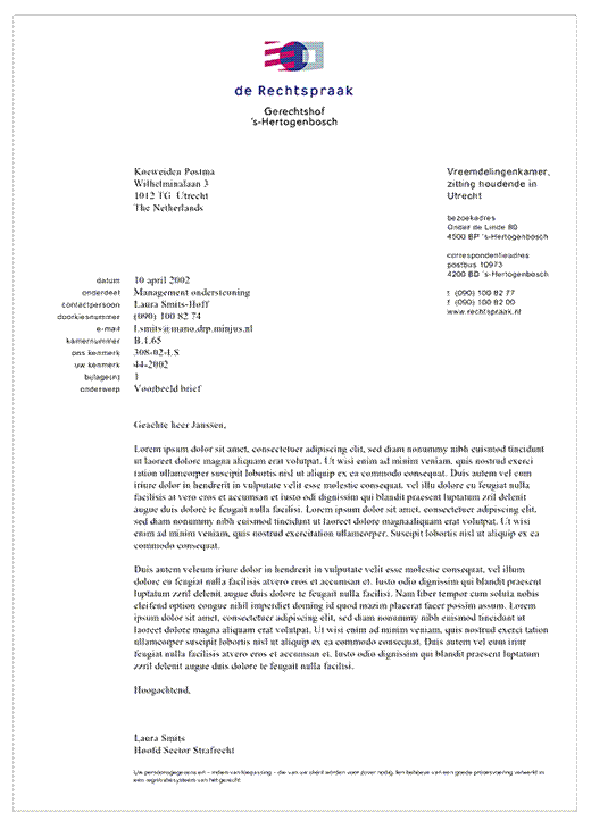 de Rechtspraak
Gerechtshof
's-Hertogenbosch
Koeweiden Postma
Wilhelminalaan 3
1012 TG Utrecht
The Netherlands
Vreemdelingenkamer,
zitting houdende in
Utrecht
bezoekadres
Onder de Linde 80
4500 BP 's-Hertogenbosch
correspondentieadres
postbus 10973
4200 BD 's-Hertogenbosch
t (090) 100 82 77
f (090) 100 82 00
www.rechtspraak.nl
datum 10 april 2002
onderdeel Management ondersteuning
contactpersoon Laura Smits-Hoff
doorkiesnummer (090) 100 82 74
e-mail l.smits@mano.drp.minjus.nl
kamernummer B.1.65
ons kenmerk 308-02-LS
uw kenmerk 44-2002
bijlage(n) 1
onderwerp Voorbeeld brief
Geachte heer Janssen,
Lorem ipsum dolor sit amet, consectetuer adipiscing elit, sed diam nonummy nibh euismod tincidunt
ut laoreet dolore magna aliquam erat volutpat. Ut wisi enim ad minim veniam, quis nostrud exerci
tation ullamcorper suscipit lobortis nisl ut aliquip ex ea commodo consequat. Duis autem vel eum
iriure dolor in hendrerit in vulputate velit esse molestie consequat, vel illu dolore eu feugiat nulla
facilisis at vero eros et accumsan et iusto odi dignissim qui blandit praesent luptatum zril delenit
augue duis dolore te feugait nulla facilisi. Lorem ipsum dolor sit amet, consectetuer adipiscing elit,
sed diam nonummy nibh euismod tincidunt ut laoreet dolore magnaaliquam erat volutpat. Ut wisi
enim ad minim veniam, quis nostrud exercitation ullamcorper. Suscipit lobortis nisl ut aliquip ex ea
commodo consequat.
Duis autem veleum iriure dolor in hendrerit in vulputate velit esse molestie consequat, vel illum
dolore eu feugiat nulla facilisis atvero eros et accumsan et. Iusto odio dignissim qui blandit praesent
luptatum zzril delenit augue duis dolore te feugait nulla facilisi. Nam liber tempor cum soluta nobis
eleifend option congue nihil imperdiet doming id quod mazim placerat facer possim assum. Lorem
ipsum dolor sit amet, consectetuer adipiscing elit, sed diam nonummy nibh euismod tincidunt ut
laoreet dolore magna aliquam erat volutpat. Ut wisi enim ad minim veniam, quis nostrud exerci tation
ullamcorper suscipit lobortis nisl ut aliquip ex ea commodo consequat. Duis autem vel eum iriur
feugiat nulla facilisis atvero eros et accumsan et. Iusto odio dignissim qui blandit praesent luptatum
zzril delenit augue duis dolore te feugait nulla facilisi.
Hoogachtend,
Laura Smits
Hoofd Sector Strafrecht